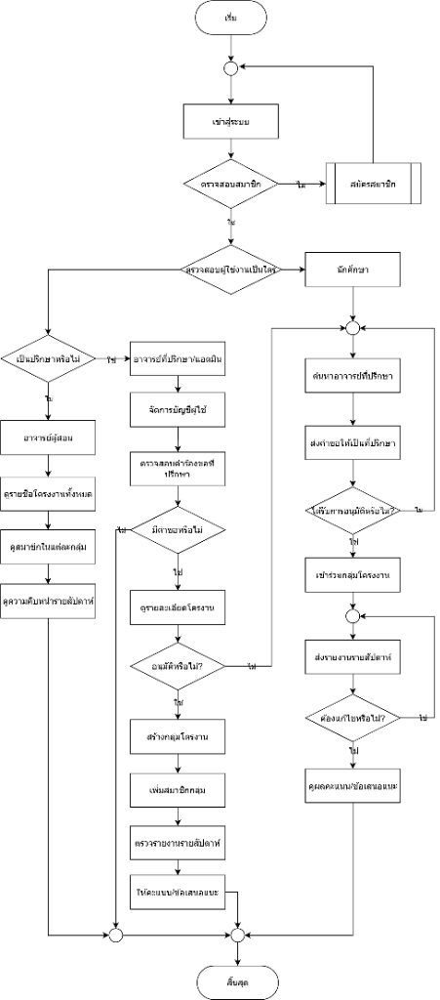 เริ่ม
เข้าสู่ระบบ
ตรวจสอบสมาชิก
ไม่
สมัครสมาชิก
ใช่
ตรวจสอบผู้ใช้งานเป็นใคร
นักศึกษา
เป็นปรึกษาหรือไม่
ใช่
อาจารย์ที่ปรึกษา/แอดมิน
ค้นหาอาจารย์ที่ปรึกษา
จัดการบัญชีผู้ใช้
ไม่
อาจารย์ผู้สอน
ส่งคำขอให้เป็นที่ปรึกษา
ตรวจสอบคำร้องขอที่
ปรึกษา
ดูรายชื่อโครงงานทั้งหมด
ได้รับการอนุมัติหรือไม่?
ไม่
มีคำขอหรือไม่
ไม่
ใช่
ดูสมาชิกในแต่ละกลุ่ม
ใช่
เข้าร่วมกลุ่มโครงงาน
ดูความคืบหน้ารายสัปดาห์
ดูรายละเอียดโครงงาน
ส่งรายงานรายสัปดาห์
อนุมัติหรือไม่?
ไม่
ใช่
ต้องแก้ไขหรือไม่?
ใช่
สร้างกลุ่มโครงงาน
ไม่
เพิ่มสมาชิกกลุ่ม
ดูผลคะแนน/ข้อเสนอแนะ
ตรวจรายงานรายสัปดาห์
ให้คะแนน/ข้อเสนอแนะ
สิ้นสุด